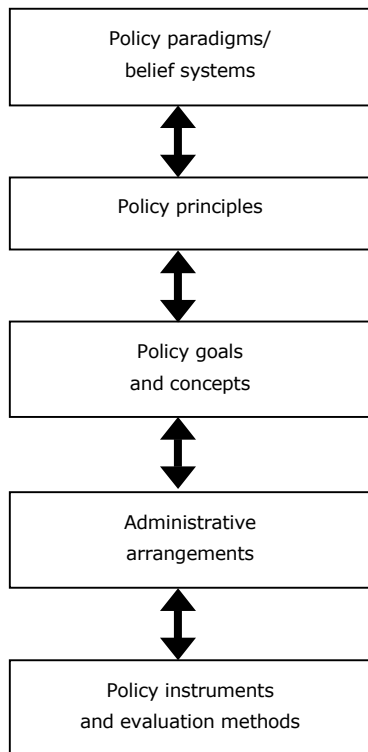 Policy paradigms/
belief systems
Policy principles
Policy goals
and concepts
Administrative
arrangements
Policy instruments
and evaluation methods